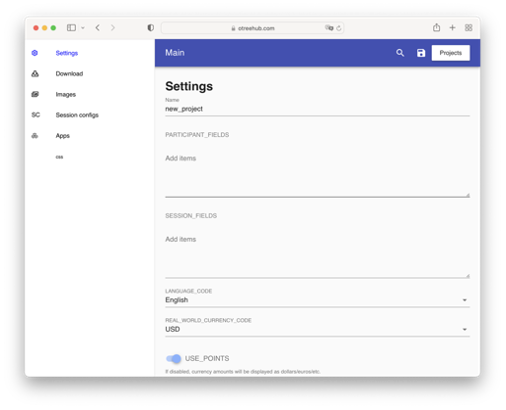 otreehub.com
Settings
Download
Images
SC Session configs
Apps
css
Main
Projects
Settings
Name
new_project
PARTICIPANT_FIELDS
Add items
SESSION_FIELDS
Add items
LANGUAGE_CODE
English
REAL_WORLD_CURRENCY_CODE
USD
USE_POINTS
If disabled, currency amounts will be displayed as dollars/euros/etc.